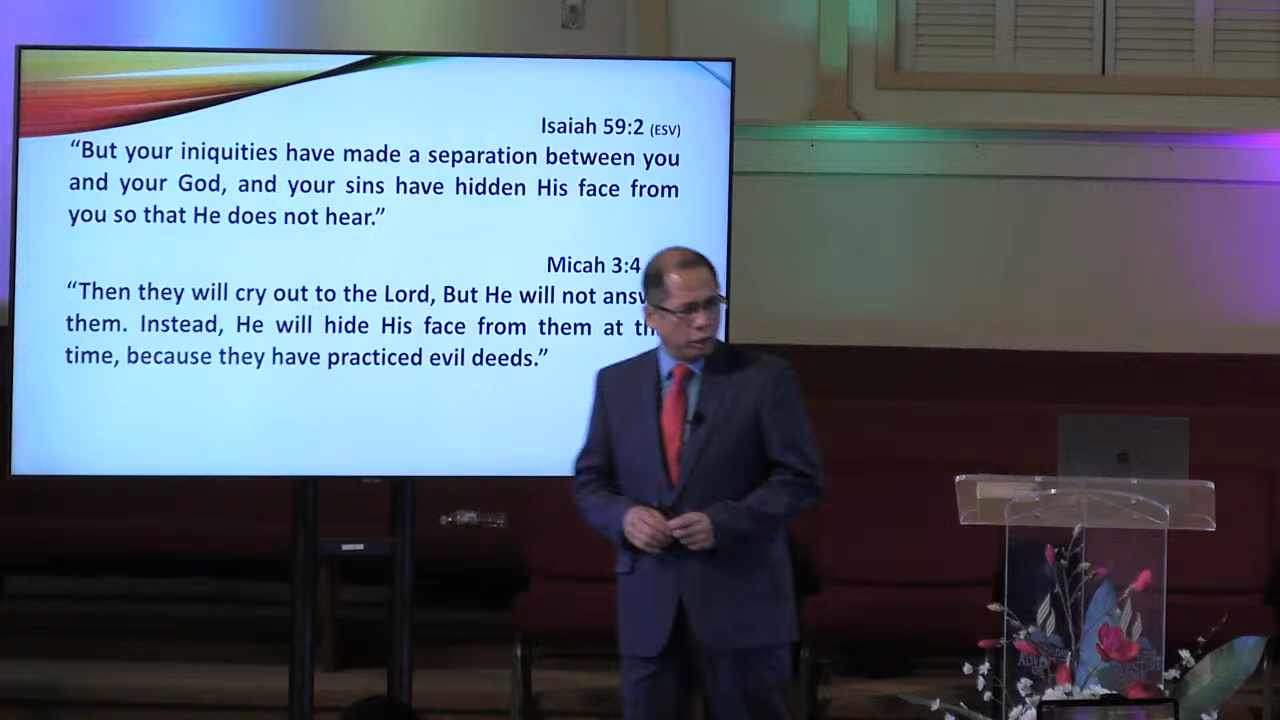 Isaiah 59:2 (ESV)
“But your iniquities have made a separation between you
and your God, and your sins have hidden His face from
you so that He does not hear.”
Micah 3:4
“Then they will cry out to the Lord, But He will not
them. Instead, He will hide His face from them at
time, because they have practiced evil deeds.”